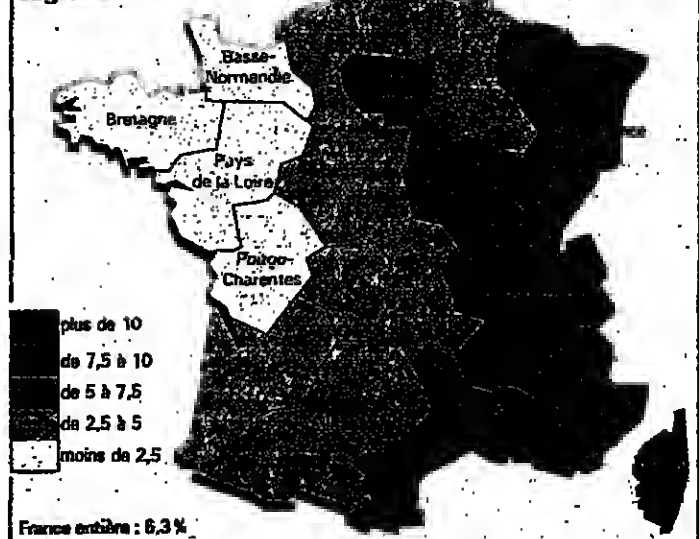 Basse-
Normandie
Bretagne
Pays
de la Loire
Poitou-
Charentes
plus de 10
de 7,5 à 10
de 5 à 7,5
de 2,5 à 5
moins de 2,5
France entière : 6,3 %